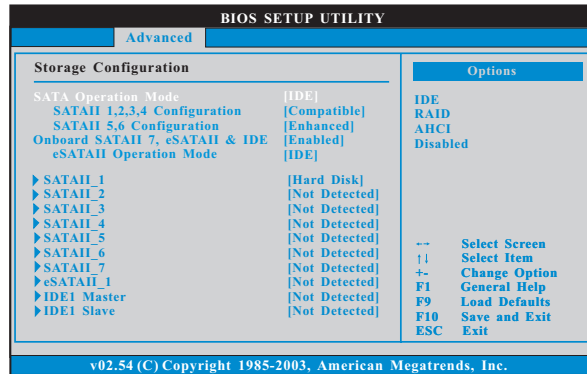 BIOS SETUP UTILITY
Advanced
Storage Configuration
SATA Operation Mode [IDE]
SATAII 1,2,3,4 Configuration [Compatible]
SATAII 5,6 Configuration [Enhanced]
Onboard SATAII 7, eSATAII & IDE [Enabled]
eSATAII Operation Mode [IDE]
SATAII_1 [Hard Disk]
SATAII_2 [Not Detected]
SATAII_3 [Not Detected]
SATAII_4 [Not Detected]
SATAII_5 [Not Detected]
SATAII_6 [Not Detected]
SATAII_7 [Not Detected]
eSATAII_1 [Not Detected]
IDE1 Master [Not Detected]
IDE1 Slave [Not Detected]
Options
IDE
RAID
AHCI
Disabled
←→ Select Screen
↑↓ Select Item
+- Change Option
F1 General Help
F9 Load Defaults
F10 Save and Exit
ESC Exit
v02.54 (C) Copyright 1985-2003, American Megatrends, Inc.